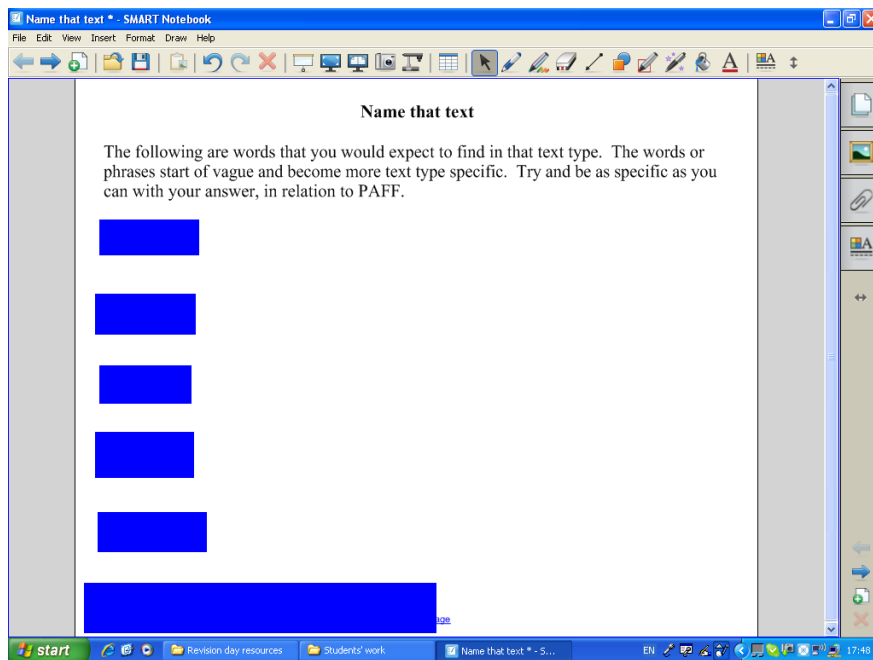 Name that text * - SMART Notebook
File Edit View Insert Format Draw Help
Name that text
The following are words that you would expect to find in that text type. The words or
phrases start of vague and become more text type specific. Try and be as specific as you
can with your answer, in relation to PAFF.
age
start Revision day resources Students' work Name that text * - S... EN 17:48